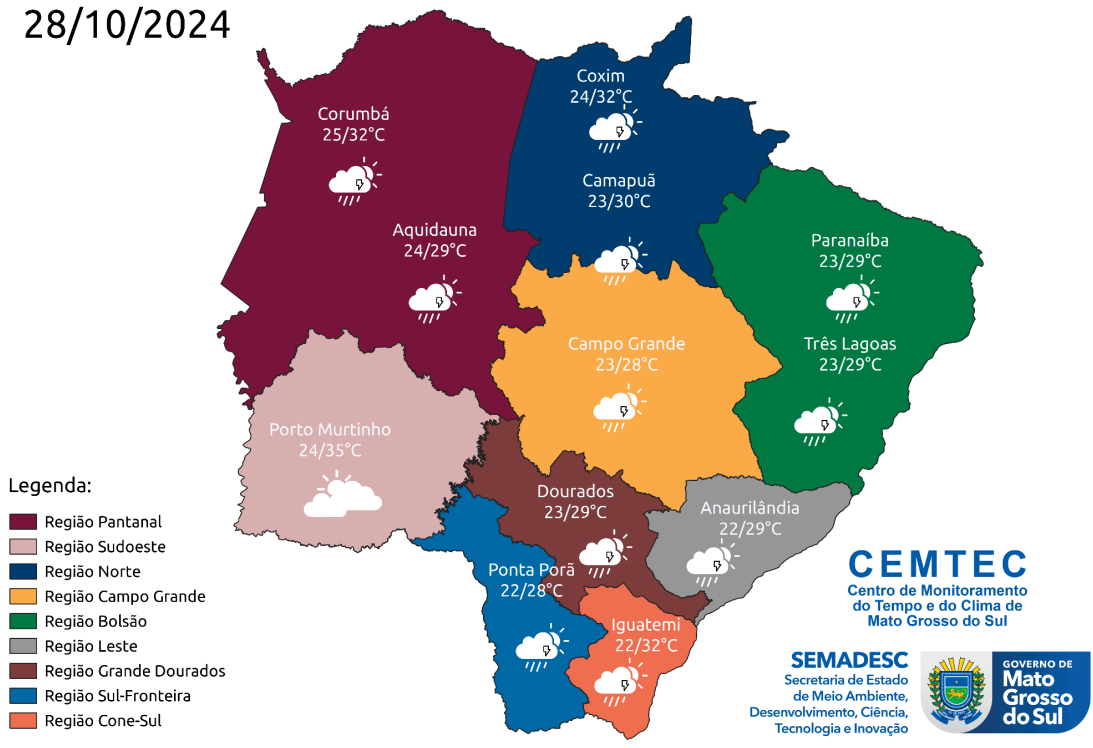 28/10/2024
Coxim
24/32°C
Corumbá
25/32°C
Camapuã
23/30°C
Aquidauna
24/29°C
Paranaíba
23/29°C
Campo Grande
23/28°C
Três Lagoas
23/29°C
Porto Murtinho
24/35°C
Dourados
23/29°C
Anaurilândia
22/29°C
Ponta Porã
22/28°C
Iguatemi
22/32°C
Legenda:
Região Pantanal
Região Sudoeste
Região Norte
Região Campo Grande
Região Bolsão
Região Leste
Região Grande Dourados
Região Sul-Fronteira
Região Cone-Sul
CEMTEC
Centro de Monitoramento
do Tempo e do Clima de
Mato Grosso do Sul
SEMADESC
Secretaria de Estado
de Meio Ambiente,
Desenvolvimento, Ciência,
Tecnologia e Inovação
GOVERNO DE
Mato
Grosso
do Sul